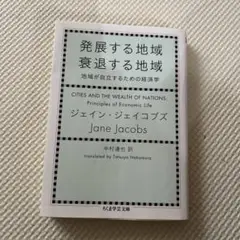 発展する地域
衰退する地域
地域が自立するための経済学
CITIES AND THE WEALTH OF NATIONS:
Principles of Economic Life
ジェイン・ジェイコブズ
Jane Jacobs
中村達也 訳
translated by Tatsuya Nakamura
ちくま学芸文庫